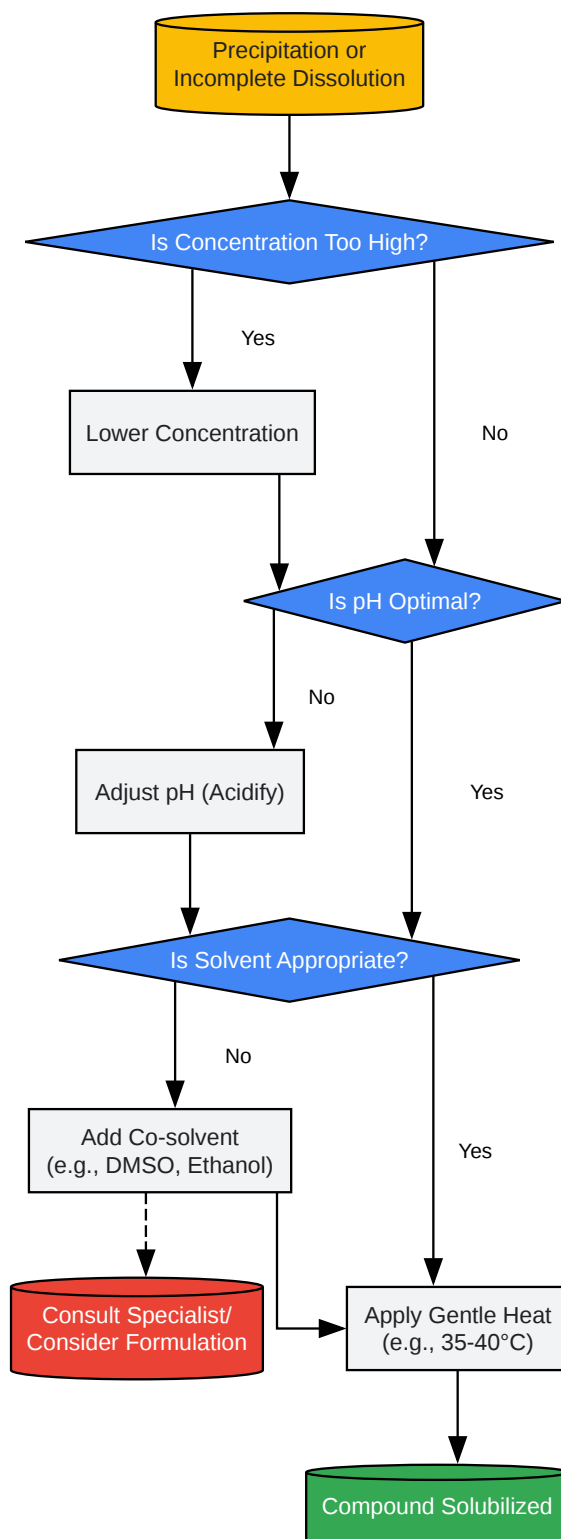 Precipitation or
Incomplete Dissolution
Is Concentration Too High?
Yes
Lower Concentration
No
Is pH Optimal?
No
Adjust pH (Acidify)
Yes
Is Solvent Appropriate?
No
Add Co-solvent
(e.g., DMSO, Ethanol)
Yes
Consult Specialist/
Consider Formulation
Apply Gentle Heat
(e.g., 35-40°C)
Compound Solubilized